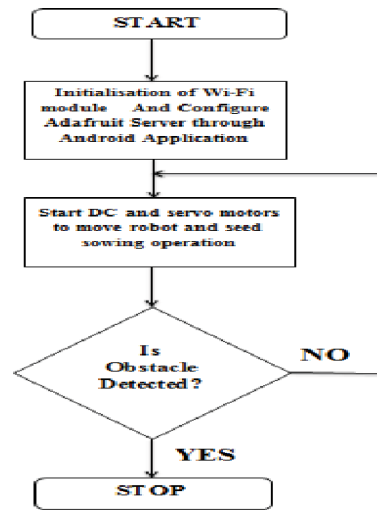 START
Initialisation of Wi-Fi
module And Configure
Adafruit Server through
Android Application
Start DC and servo motors
to move robot and seed
sowing operation
Is
Obstacle
Detected?
NO
YES
STOP